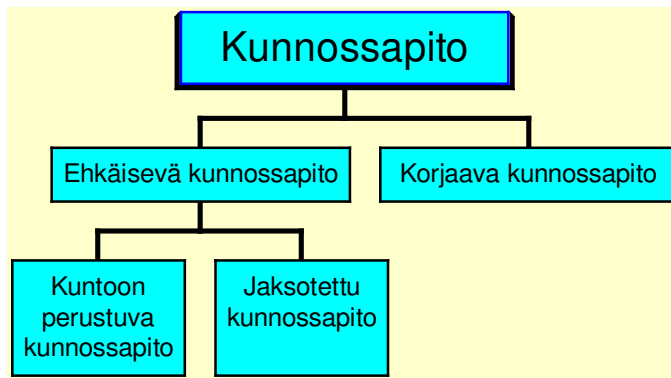 Kunnossapito
Ehkäisevä kunnossapito
Korjaava kunnossapito
Kuntoon
perustuva
kunnossapito
Jaksotettu
kunnossapito